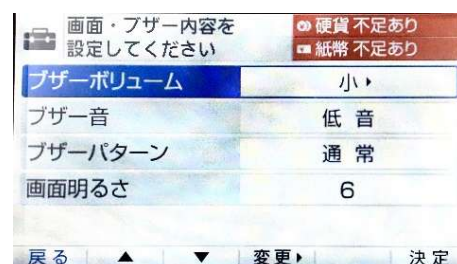 画面・ブザー内容を
設定してください
硬貨 不足あり
紙幣 不足あり
ブザーボリューム 小▸
ブザー音 低 音
ブザーパターン 通 常
画面明るさ 6
戻る ▲ ▼ 変更▸ 決定